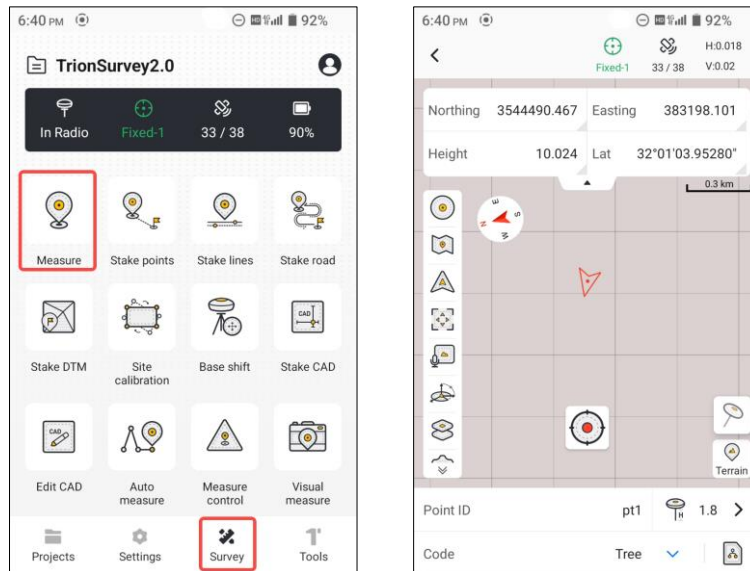 6:40 PM 92%
TrionSurvey2.0
In Radio Fixed-1 33 / 38 90%
Measure Stake points Stake lines Stake road
Stake DTM Site calibration Base shift Stake CAD
Edit CAD Auto measure Measure control Visual measure
Projects Settings Survey Tools
6:40 PM 92%
Fixed-1 33 / 38 H:0.018
V:0.02
Northing 3544490.467 Easting 383198.101
Height 10.024 Lat 32°01'03.95280"
0.3 km
N E S W
Terrain
Point ID pt1 H 1.8
Code Tree